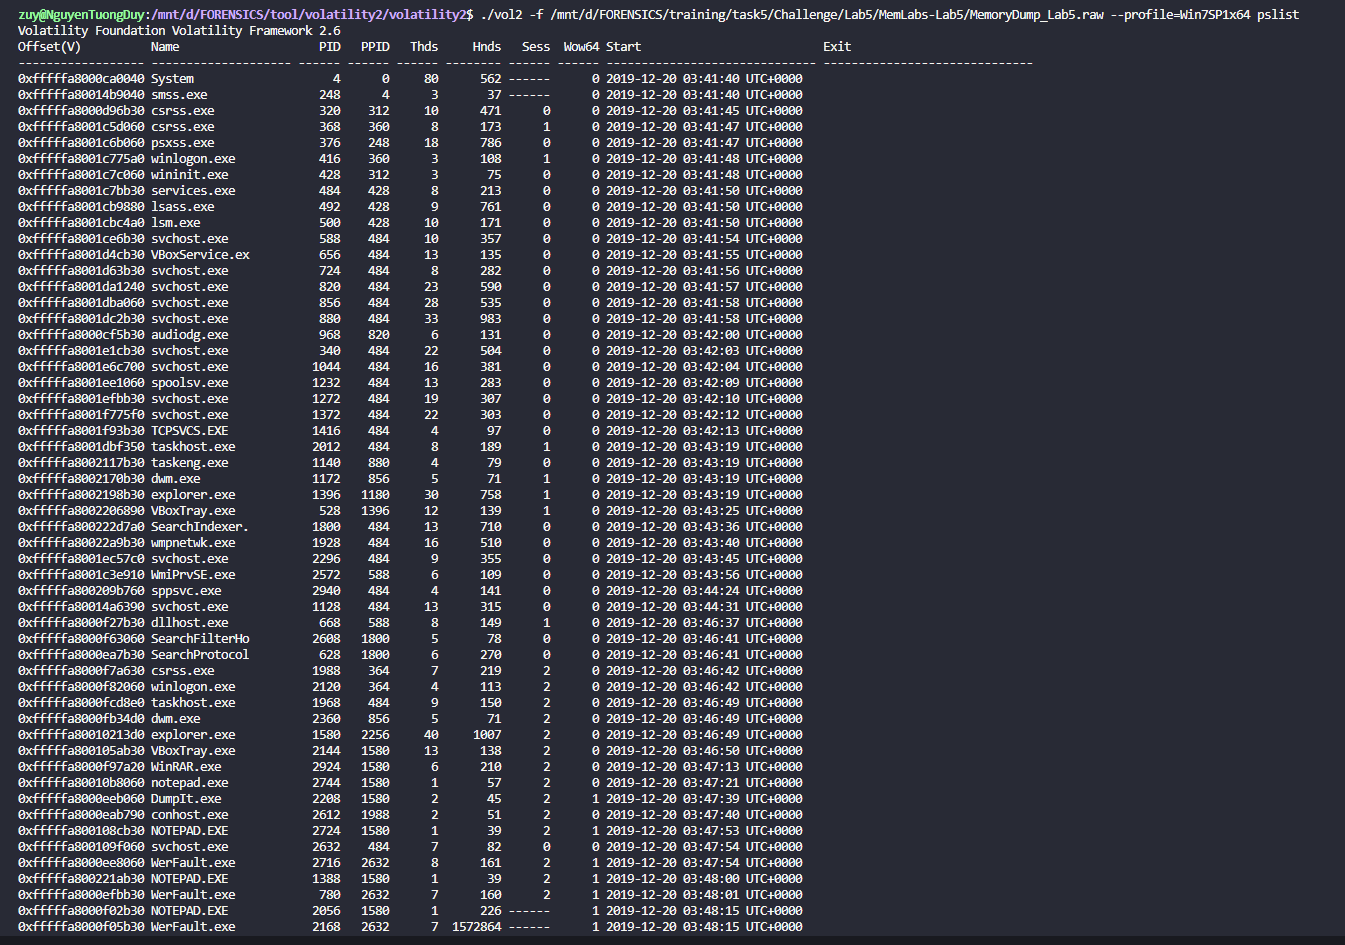 zuy@NguyenTuongDuy:/mnt/d/FORENSICS/tool/volatility2/volatility2$ ./vol2 -f /mnt/d/FORENSICS/training/task5/Challenge/Lab5/MemLabs-Lab5/MemoryDump_Lab5.raw --profile=Win7SP1x64 pslist
Volatility Foundation Volatility Framework 2.6
Offset(V) Name PID PPID Thds Hnds Sess Wow64 Start Exit
------------------ -------------------- ------ ------ ------ -------- ------ ------ ------------------------------ ------------------------------
0xfffffa8000ca0040 System 4 0 80 562 ------ 0 2019-12-20 03:41:40 UTC+0000
0xfffffa80014b9040 smss.exe 248 4 3 37 ------ 0 2019-12-20 03:41:40 UTC+0000
0xfffffa8000d96b30 csrss.exe 320 312 10 471 0 0 2019-12-20 03:41:45 UTC+0000
0xfffffa8001c5d060 csrss.exe 368 360 8 173 1 0 2019-12-20 03:41:47 UTC+0000
0xfffffa8001c6b060 psxss.exe 376 248 18 786 0 0 2019-12-20 03:41:47 UTC+0000
0xfffffa8001c775a0 winlogon.exe 416 360 3 108 1 0 2019-12-20 03:41:48 UTC+0000
0xfffffa8001c7c060 wininit.exe 428 312 3 75 0 0 2019-12-20 03:41:48 UTC+0000
0xfffffa8001c7bb30 services.exe 484 428 8 213 0 0 2019-12-20 03:41:50 UTC+0000
0xfffffa8001cb9880 lsass.exe 492 428 9 761 0 0 2019-12-20 03:41:50 UTC+0000
0xfffffa8001cbc4a0 lsm.exe 500 428 10 171 0 0 2019-12-20 03:41:50 UTC+0000
0xfffffa8001ce6b30 svchost.exe 588 484 10 357 0 0 2019-12-20 03:41:54 UTC+0000
0xfffffa8001d4cb30 VBoxService.ex 656 484 13 135 0 0 2019-12-20 03:41:55 UTC+0000
0xfffffa8001d63b30 svchost.exe 724 484 8 282 0 0 2019-12-20 03:41:56 UTC+0000
0xfffffa8001da1240 svchost.exe 820 484 23 590 0 0 2019-12-20 03:41:57 UTC+0000
0xfffffa8001dba060 svchost.exe 856 484 28 535 0 0 2019-12-20 03:41:58 UTC+0000
0xfffffa8001dc2b30 svchost.exe 880 484 33 983 0 0 2019-12-20 03:41:58 UTC+0000
0xfffffa8000cf5b30 audiodg.exe 968 820 6 131 0 0 2019-12-20 03:42:00 UTC+0000
0xfffffa8001e1cb30 svchost.exe 340 484 22 504 0 0 2019-12-20 03:42:03 UTC+0000
0xfffffa8001e6c700 svchost.exe 1044 484 16 381 0 0 2019-12-20 03:42:04 UTC+0000
0xfffffa8001ee1060 spoolsv.exe 1232 484 13 283 0 0 2019-12-20 03:42:09 UTC+0000
0xfffffa8001efbb30 svchost.exe 1272 484 19 307 0 0 2019-12-20 03:42:10 UTC+0000
0xfffffa8001f775f0 svchost.exe 1372 484 22 303 0 0 2019-12-20 03:42:12 UTC+0000
0xfffffa8001f93b30 TCPSVCS.EXE 1416 484 4 97 0 0 2019-12-20 03:42:13 UTC+0000
0xfffffa8001dbf350 taskhost.exe 2012 484 8 189 1 0 2019-12-20 03:43:19 UTC+0000
0xfffffa8002117b30 taskeng.exe 1140 880 4 79 0 0 2019-12-20 03:43:19 UTC+0000
0xfffffa8002170b30 dwm.exe 1172 856 5 71 1 0 2019-12-20 03:43:19 UTC+0000
0xfffffa8002198b30 explorer.exe 1396 1180 30 758 1 0 2019-12-20 03:43:19 UTC+0000
0xfffffa8002206890 VBoxTray.exe 528 1396 12 139 1 0 2019-12-20 03:43:25 UTC+0000
0xfffffa800222d7a0 SearchIndexer. 1800 484 13 710 0 0 2019-12-20 03:43:36 UTC+0000
0xfffffa80022a9b30 wmpnetwk.exe 1928 484 16 510 0 0 2019-12-20 03:43:40 UTC+0000
0xfffffa8001ec57c0 svchost.exe 2296 484 9 355 0 0 2019-12-20 03:43:45 UTC+0000
0xfffffa8001c3e910 WmiPrvSE.exe 2572 588 6 109 0 0 2019-12-20 03:43:56 UTC+0000
0xfffffa800209b760 sppsvc.exe 2940 484 4 141 0 0 2019-12-20 03:44:24 UTC+0000
0xfffffa80014a6390 svchost.exe 1128 484 13 315 0 0 2019-12-20 03:44:31 UTC+0000
0xfffffa8000f27b30 dllhost.exe 668 588 8 149 1 0 2019-12-20 03:46:37 UTC+0000
0xfffffa8000f63060 SearchFilterHo 2608 1800 5 78 0 0 2019-12-20 03:46:41 UTC+0000
0xfffffa8000ea7b30 SearchProtocol 628 1800 6 270 0 0 2019-12-20 03:46:41 UTC+0000
0xfffffa8000f7a630 csrss.exe 1988 364 7 219 2 0 2019-12-20 03:46:42 UTC+0000
0xfffffa8000f82060 winlogon.exe 2120 364 4 113 2 0 2019-12-20 03:46:42 UTC+0000
0xfffffa8000fcd8e0 taskhost.exe 1968 484 9 150 2 0 2019-12-20 03:46:49 UTC+0000
0xfffffa8000fb34d0 dwm.exe 2360 856 5 71 2 0 2019-12-20 03:46:49 UTC+0000
0xfffffa80010213d0 explorer.exe 1580 2256 40 1007 2 0 2019-12-20 03:46:49 UTC+0000
0xfffffa800105ab30 VBoxTray.exe 2144 1580 13 138 2 0 2019-12-20 03:46:50 UTC+0000
0xfffffa8000f97a20 WinRAR.exe 2924 1580 6 210 2 0 2019-12-20 03:47:13 UTC+0000
0xfffffa80010b8060 notepad.exe 2744 1580 1 57 2 0 2019-12-20 03:47:21 UTC+0000
0xfffffa8000eeb060 DumpIt.exe 2208 1580 2 45 2 1 2019-12-20 03:47:39 UTC+0000
0xfffffa8000eab790 conhost.exe 2612 1988 2 51 2 0 2019-12-20 03:47:40 UTC+0000
0xfffffa800108cb30 NOTEPAD.EXE 2724 1580 1 39 2 1 2019-12-20 03:47:53 UTC+0000
0xfffffa800109f060 svchost.exe 2632 484 7 82 0 0 2019-12-20 03:47:54 UTC+0000
0xfffffa8000ee8060 WerFault.exe 2716 2632 8 161 2 1 2019-12-20 03:47:54 UTC+0000
0xfffffa800221ab30 NOTEPAD.EXE 1388 1580 1 39 2 1 2019-12-20 03:48:00 UTC+0000
0xfffffa8000efbb30 WerFault.exe 780 2632 7 160 2 1 2019-12-20 03:48:01 UTC+0000
0xfffffa8000f02b30 NOTEPAD.EXE 2056 1580 1 226 ------ 1 2019-12-20 03:48:15 UTC+0000
0xfffffa8000f05b30 WerFault.exe 2168 2632 7 1572864 ------ 1 2019-12-20 03:48:15 UTC+0000